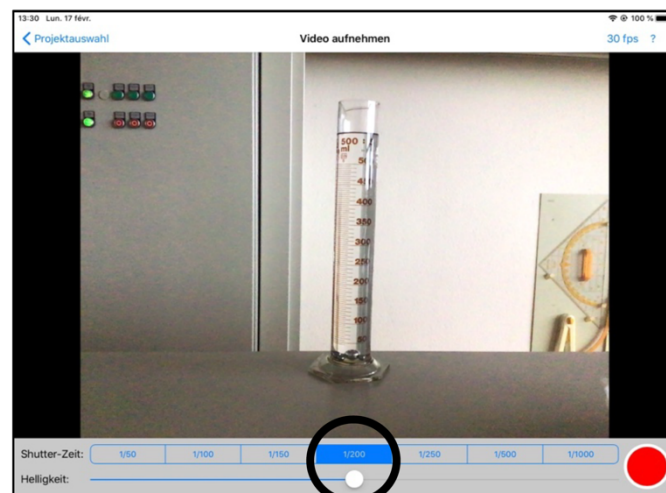 13:30 Lun. 17 févr. 100 %
Projektauswahl Video aufnehmen 30 fps ?
500
ml
400
350
300
250
200
150
100
50
Shutter-Zeit: 1/50 1/100 1/150 1/200 1/250 1/500 1/1000
Helligkeit: